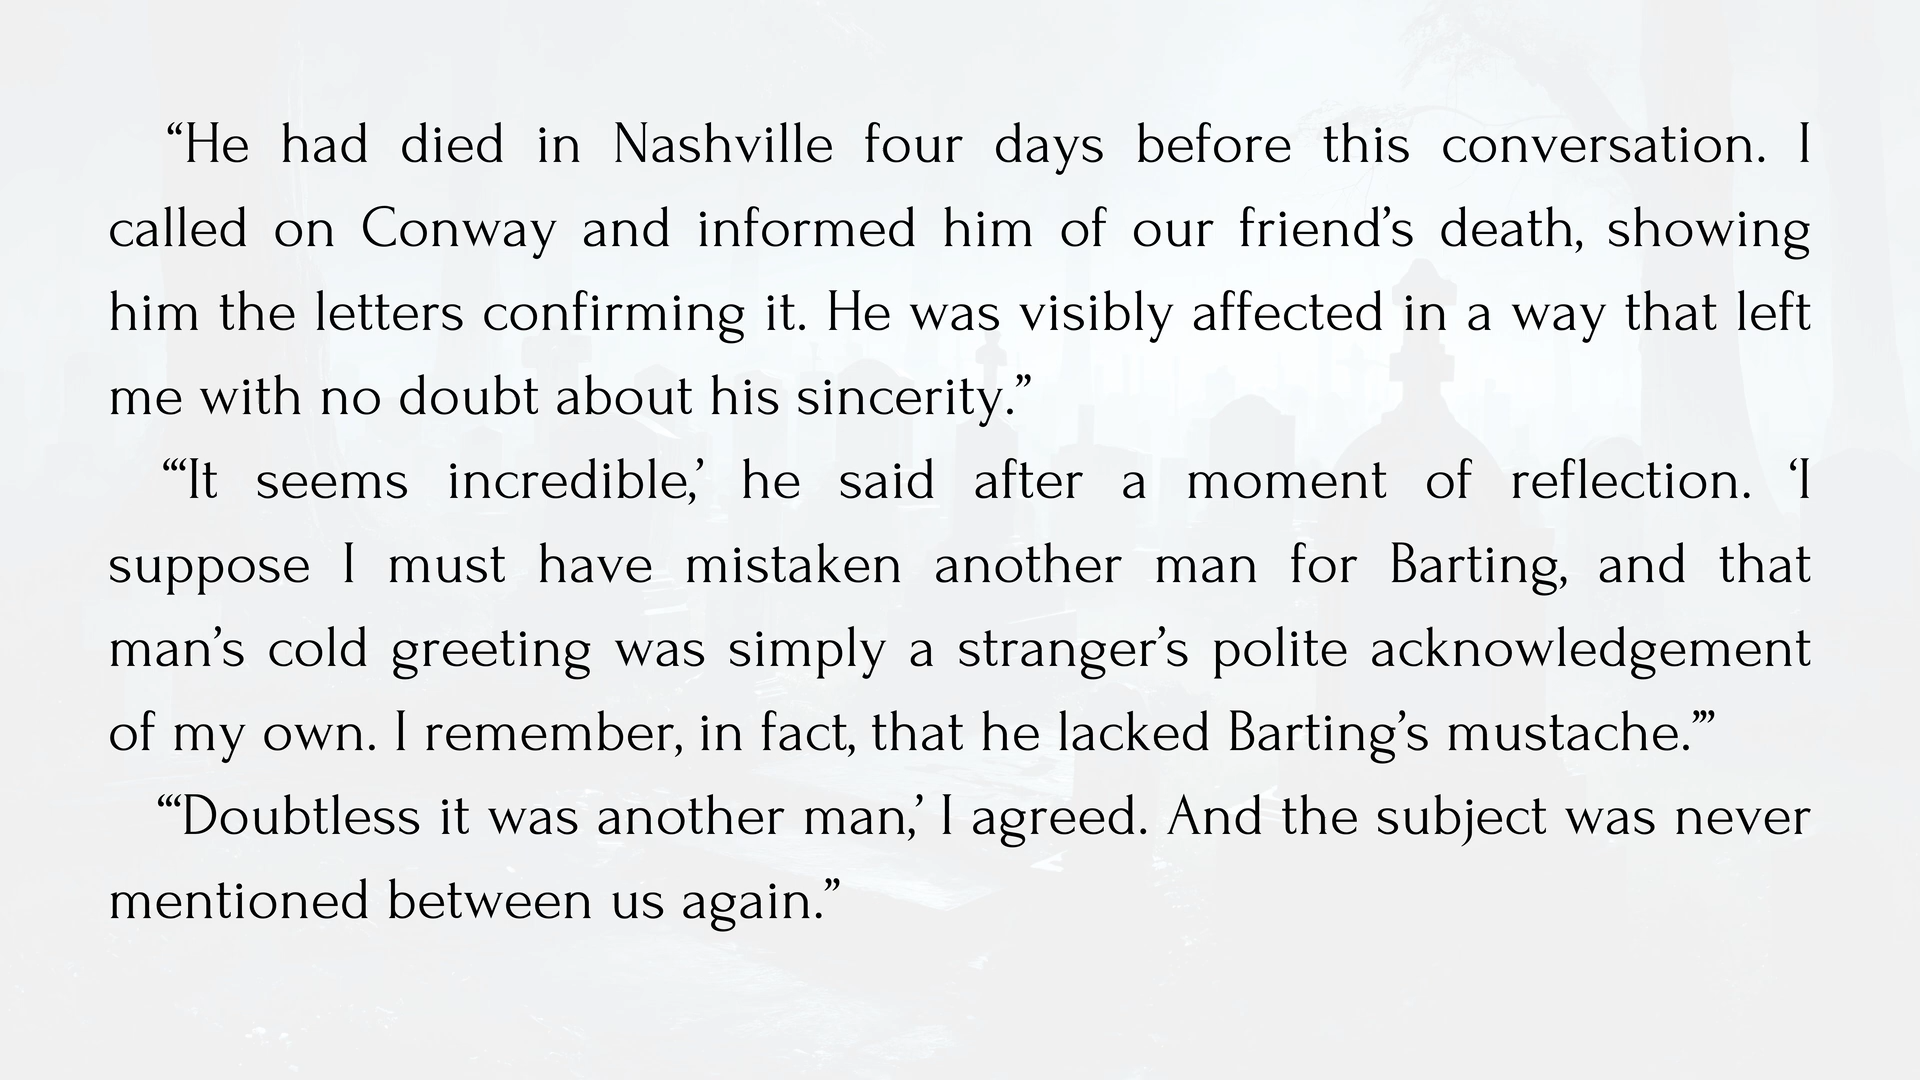 “He had died in Nashville four days before this conversation. I
called on Conway and informed him of our friend’s death, showing
him the letters confirming it. He was visibly affected in a way that left
me with no doubt about his sincerity.”
“‘It seems incredible,’ he said after a moment of reflection. ‘I
suppose I must have mistaken another man for Barting, and that
man’s cold greeting was simply a stranger’s polite acknowledgement
of my own. I remember, in fact, that he lacked Barting’s mustache.’”
“‘Doubtless it was another man,’ I agreed. And the subject was never
mentioned between us again.”